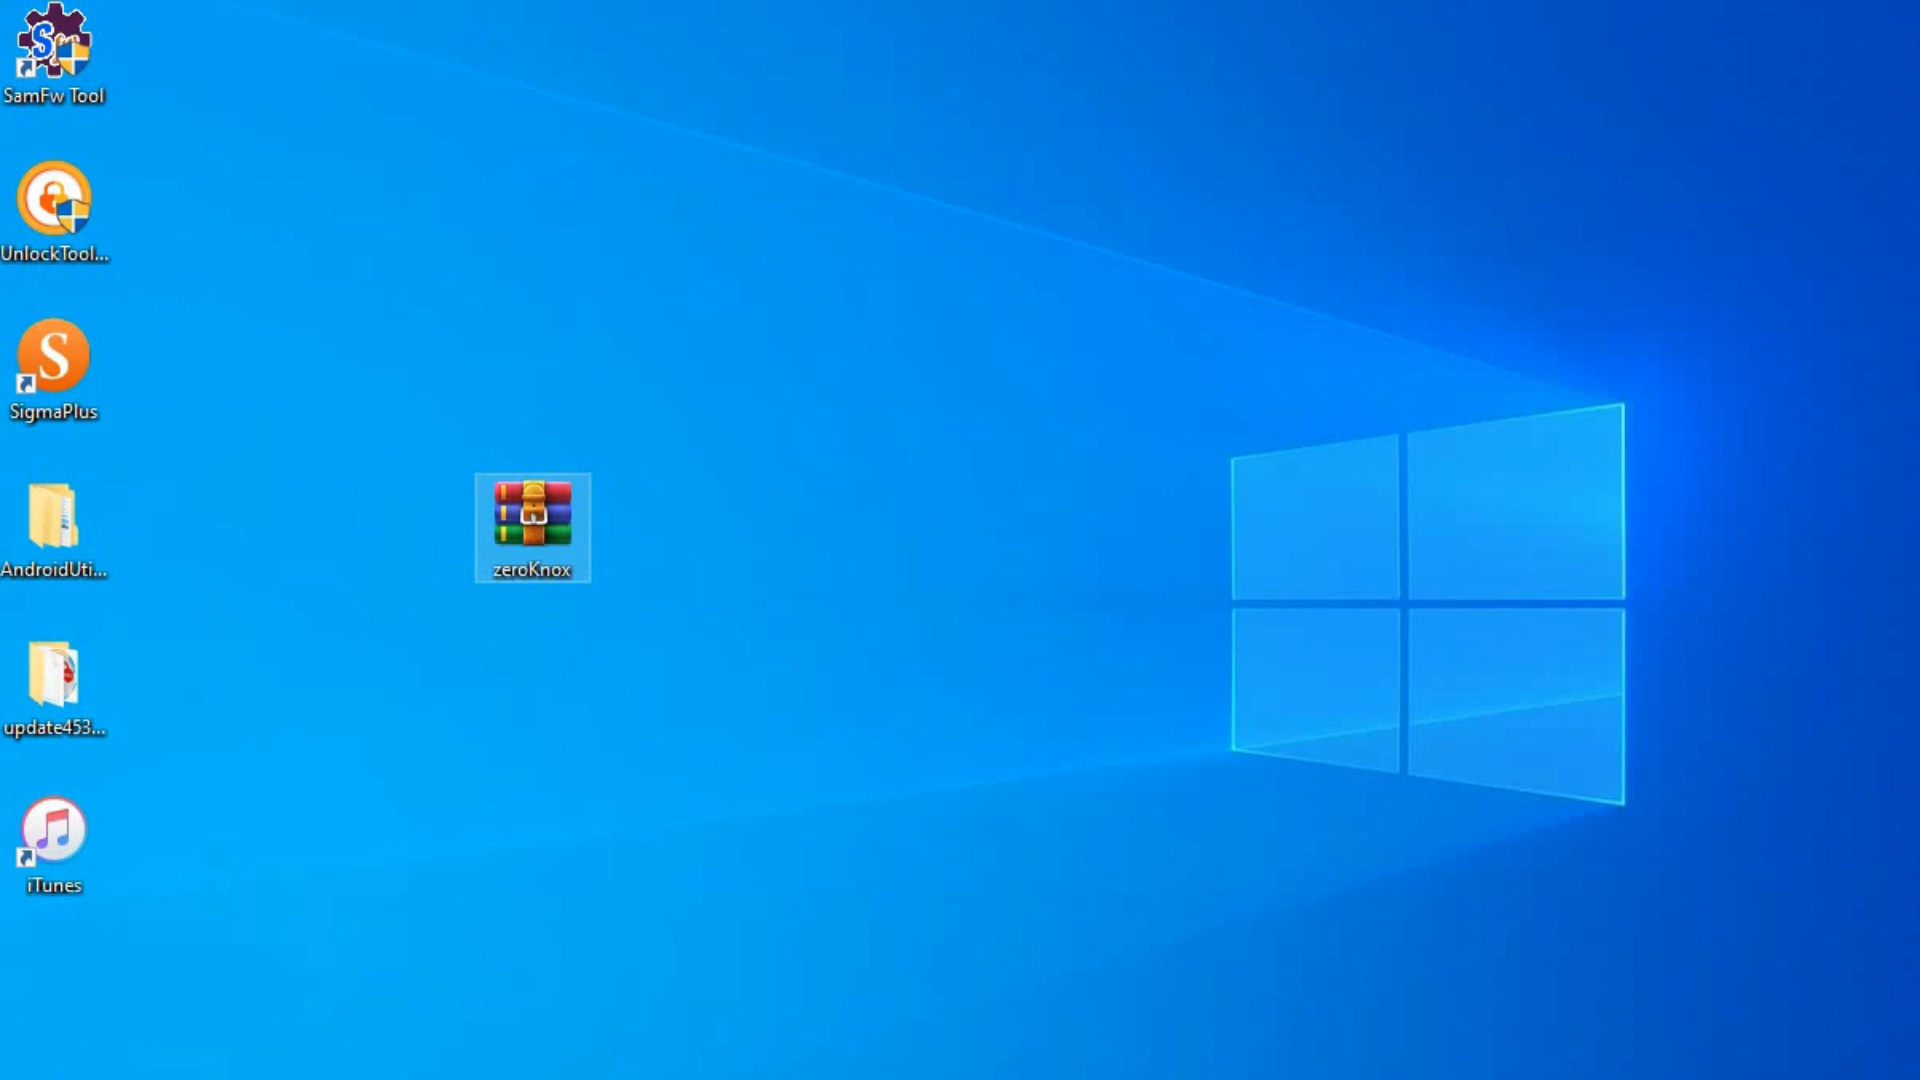 SamFw Tool
UnlockTool...
SigmaPlus
AndroidUti...
zeroKnox
update453...
iTunes